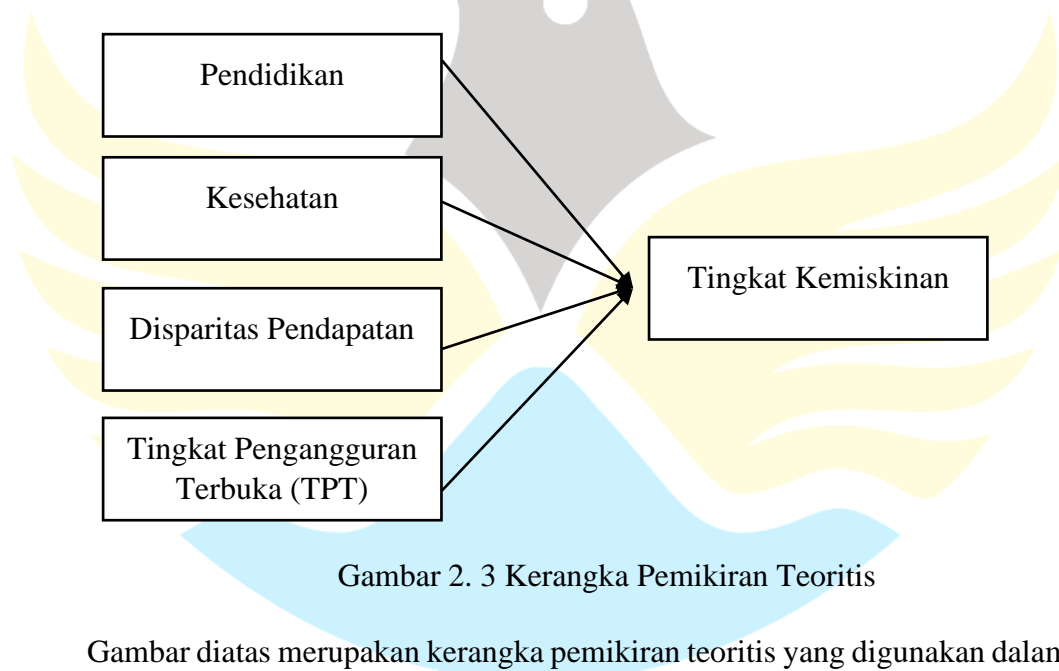 Pendidikan
Kesehatan
Disparitas Pendapatan
Tingkat Pengangguran
Terbuka (TPT)
Tingkat Kemiskinan
Gambar 2. 3 Kerangka Pemikiran Teoritis
Gambar diatas merupakan kerangka pemikiran teoritis yang digunakan dalam